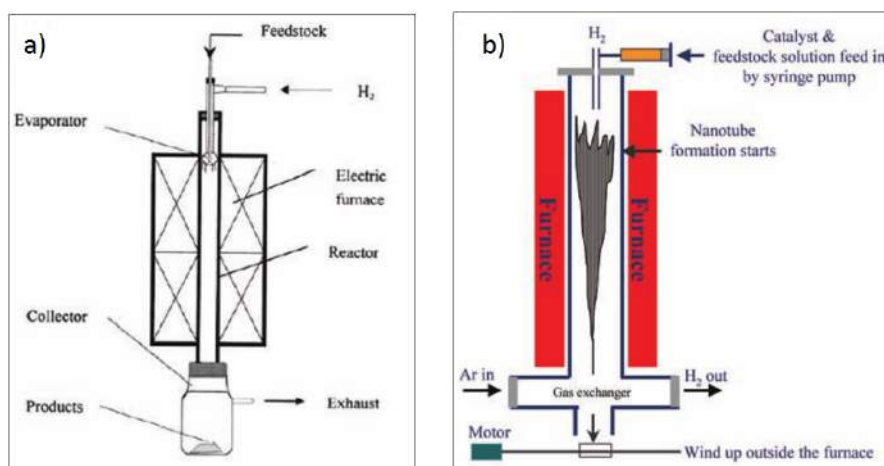 a)
Feedstock
H₂
Evaporator
Electric
furnace
Reactor
Collector
Exhaust
Products
b)
H₂
Catalyst &
feedstock solution feed in
by syringe pump
Nanotube
formation starts
Furnace
Furnace
Ar in
H₂ out
Gas exchanger
Motor
Wind up outside the furnace